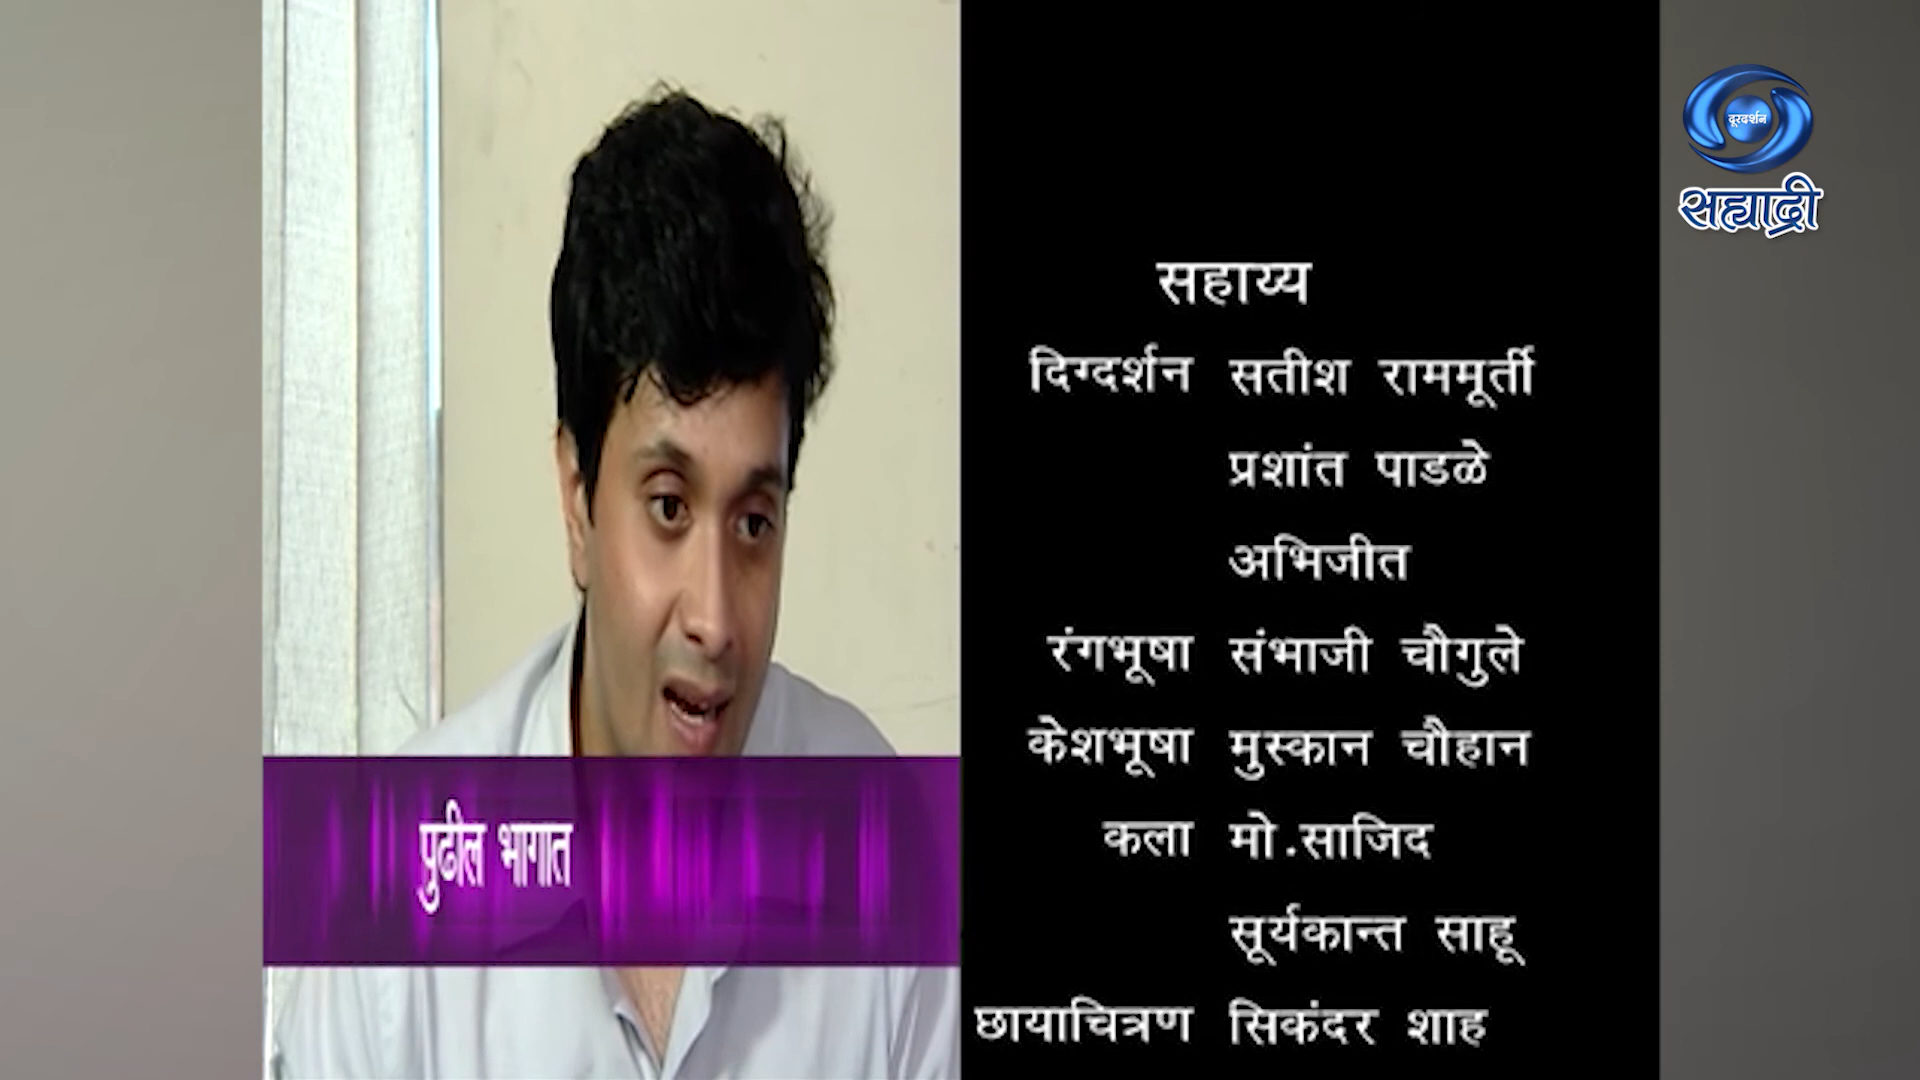 दूरदर्शन
सह्याद्री
सहाय्य
दिग्दर्शन सतीश राममूर्ती
प्रशांत पाडळे
अभिजीत
रंगभूषा संभाजी चौगुले
केशभूषा मुस्कान चौहान
कला मो.साजिद
सूर्यकान्त साहू
छायाचित्रण सिकंदर शाह
पुढील भागात